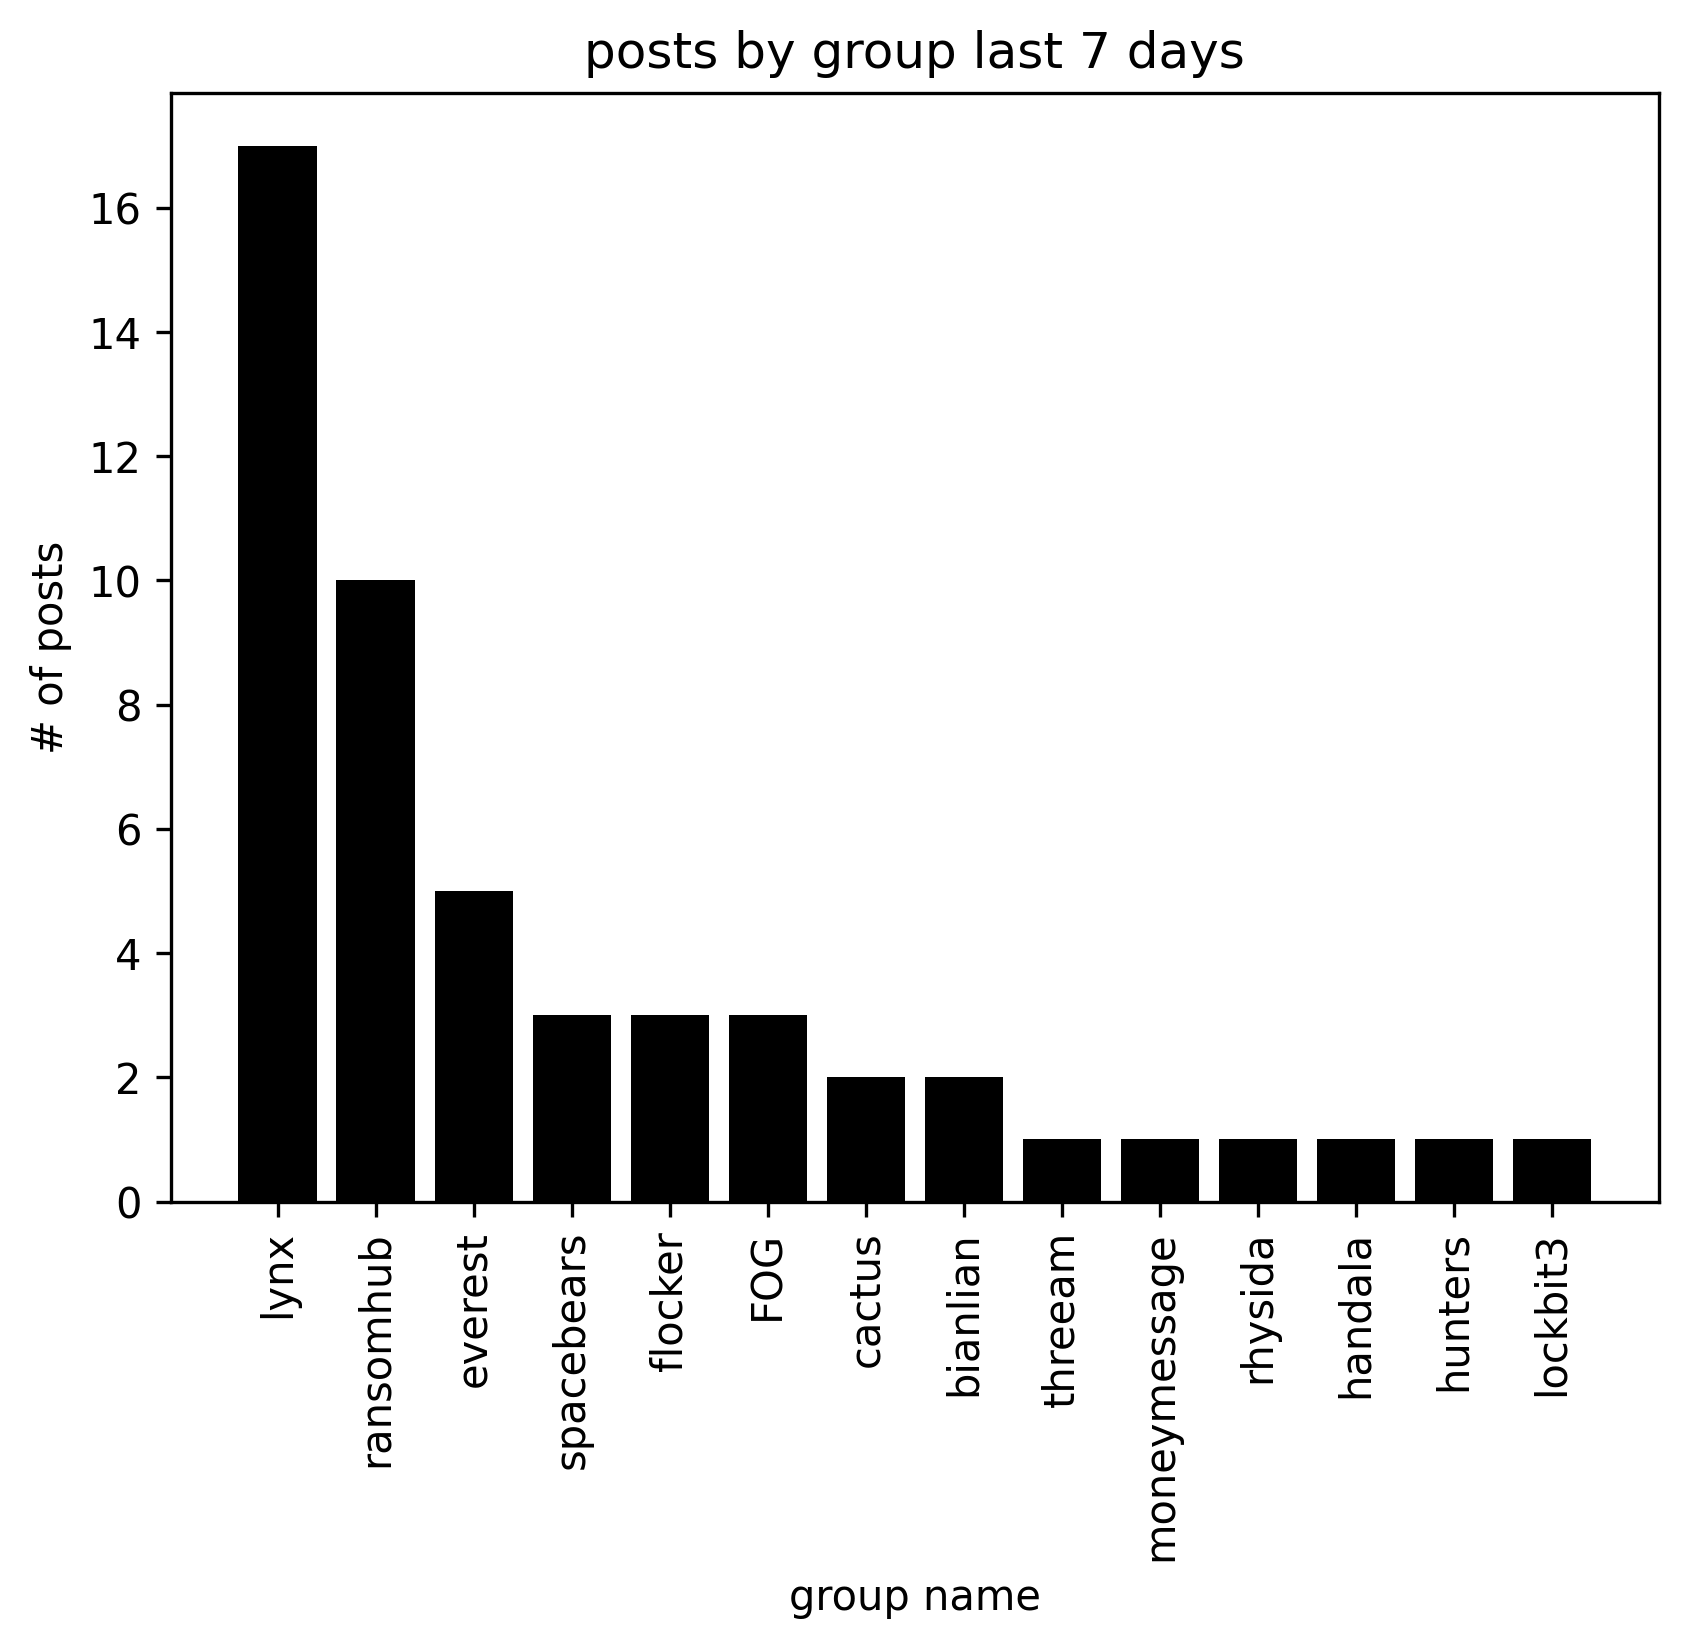 posts by group last 7 days
# of posts
16
14
12
10
8
6
4
2
0
lynx
ransomhub
everest
spacebears
flocker
FOG
cactus
bianlian
threeam
moneymessage
rhysida
handala
hunters
lockbit3
group name